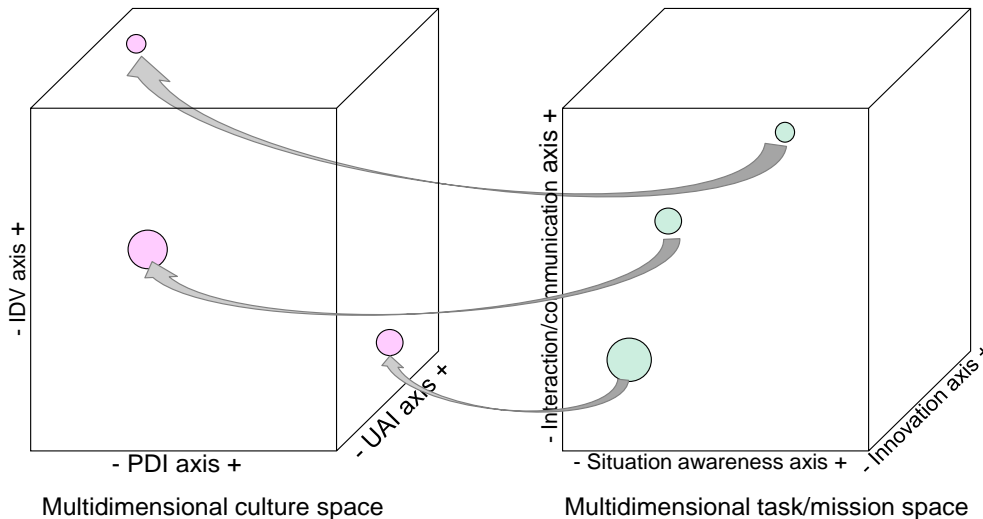 - IDV axis +
- PDI axis +
- UAI axis +
Multidimensional culture space
- Interaction/communication axis +
- Situation awareness axis +
- Innovation axis +
Multidimensional task/mission space